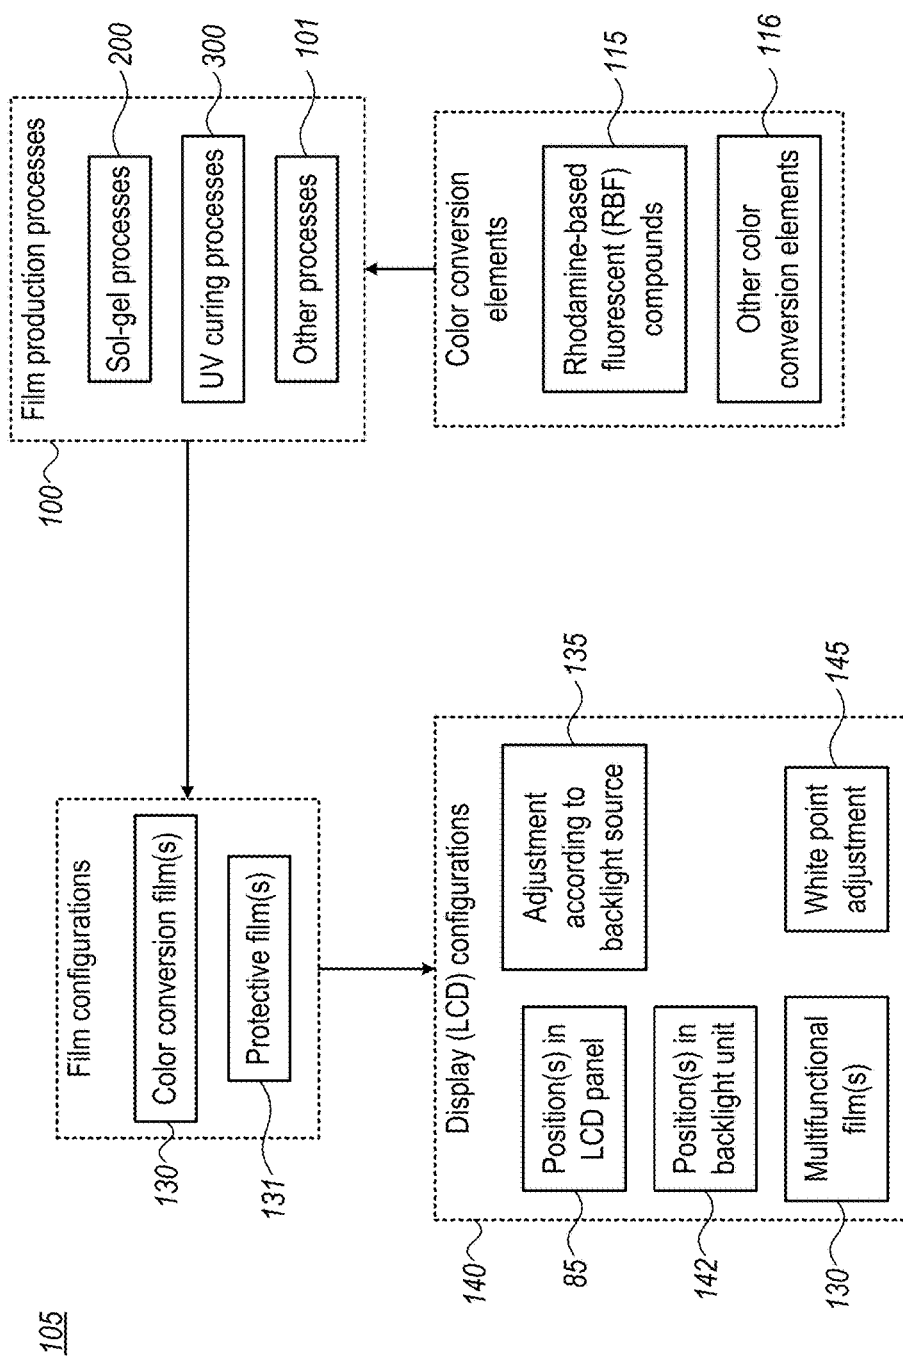 105
Film configurations
Color conversion film(s)
130
Protective film(s)
131
Film production processes
100
Sol-gel processes
200
UV curing processes
300
Other processes
101
Display (LCD) configurations
140
Position(s) in
LCD panel
85
Adjustment
according to
backlight source
135
Position(s) in
backlight unit
142
Multifunctional
film(s)
130
White point
adjustment
145
Color conversion
elements
Rhodamine-based
fluorescent (RBF)
compounds
115
Other color
conversion elements
116